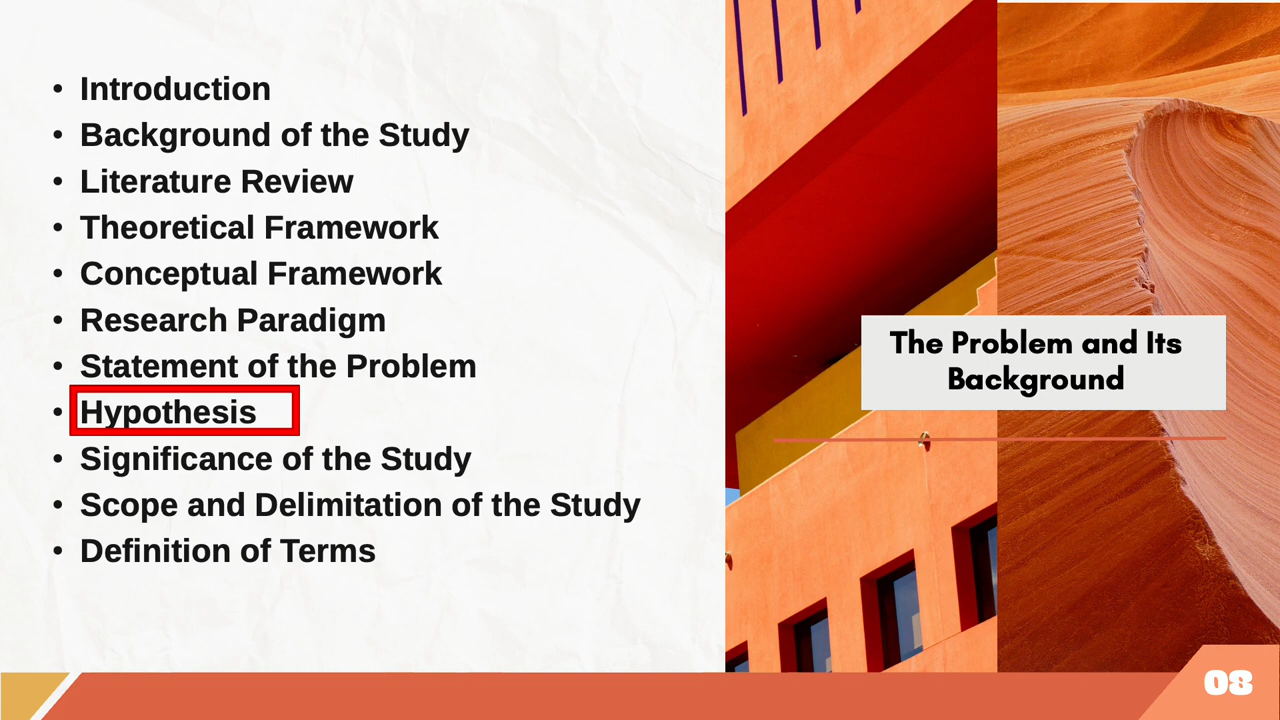 • Introduction
• Background of the Study
• Literature Review
• Theoretical Framework
• Conceptual Framework
• Research Paradigm
• Statement of the Problem
• Hypothesis
• Significance of the Study
• Scope and Delimitation of the Study
• Definition of Terms
The Problem and Its
Background
08